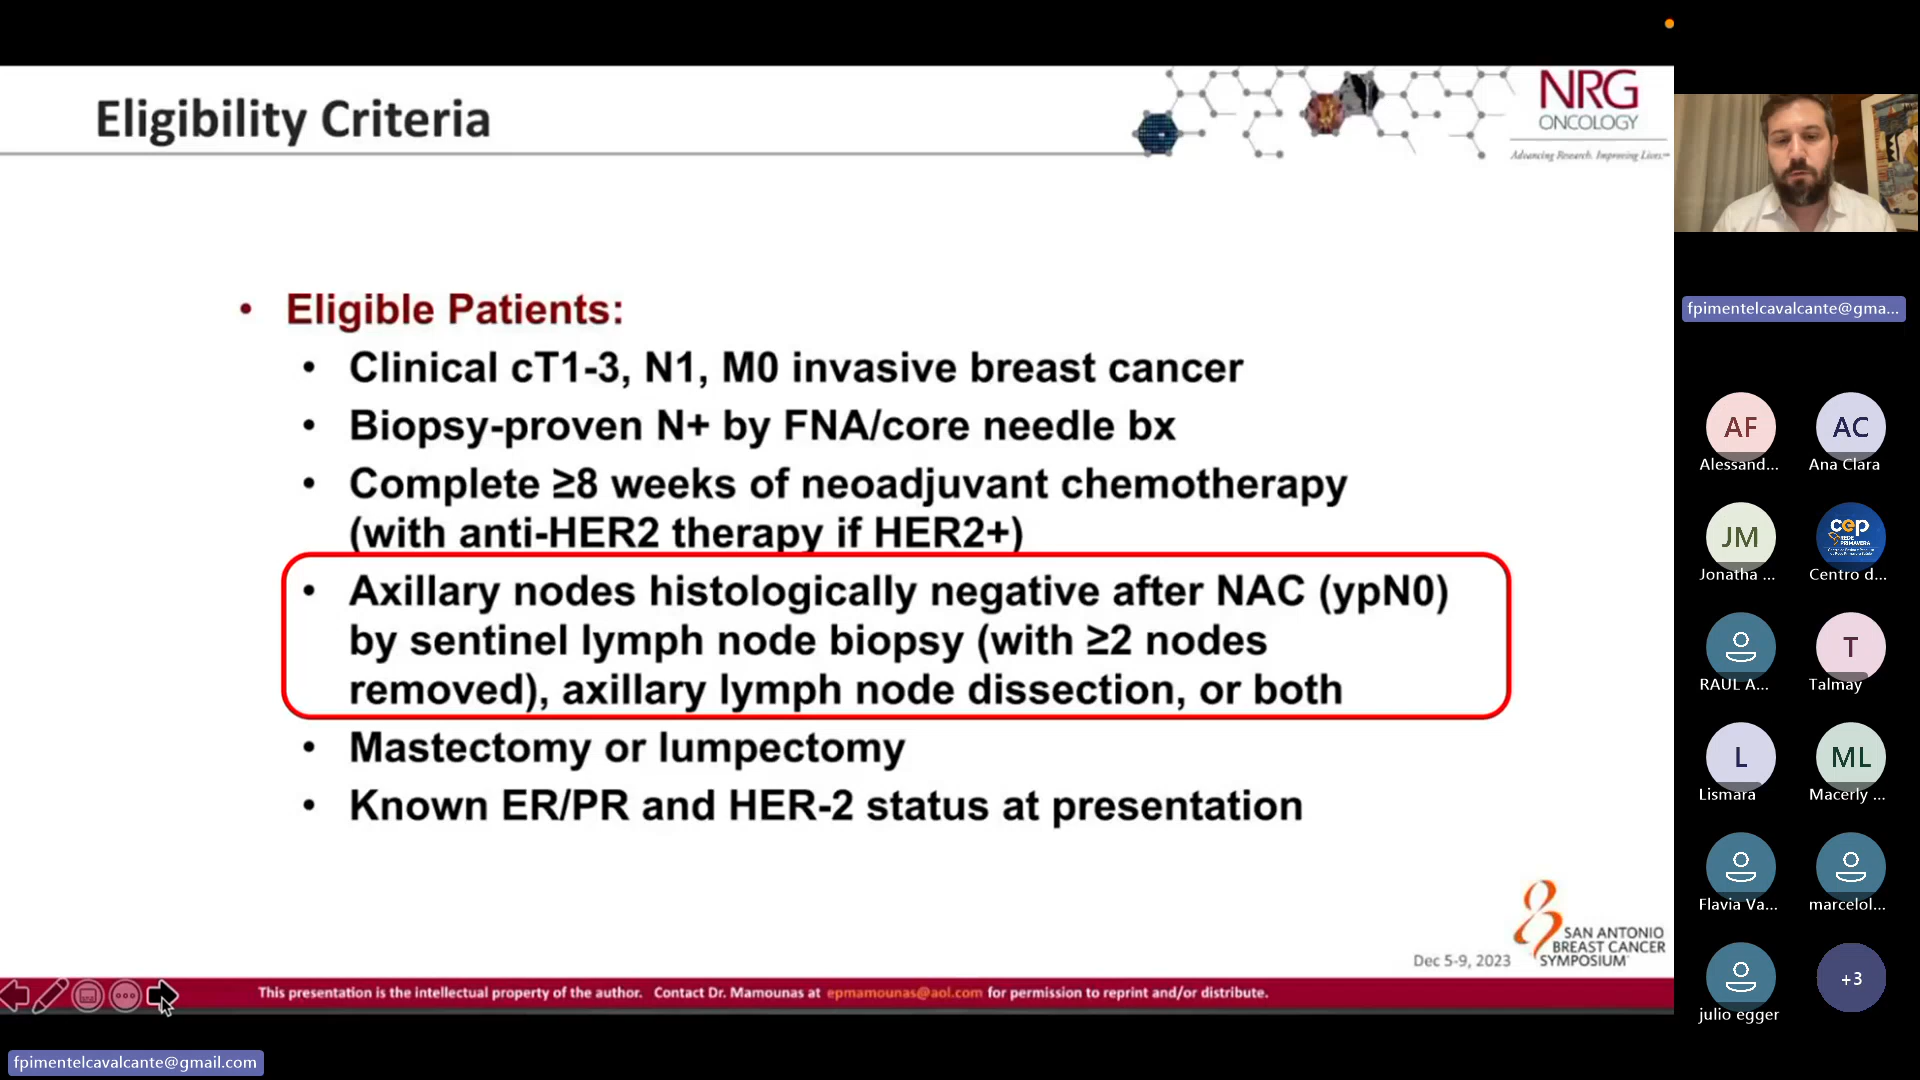 Eligibility Criteria
NRG
ONCOLOGY
Advancing Research. Improving Lives.™
• Eligible Patients:
• Clinical cT1-3, N1, M0 invasive breast cancer
• Biopsy-proven N+ by FNA/core needle bx
• Complete ≥8 weeks of neoadjuvant chemotherapy
(with anti-HER2 therapy if HER2+)
• Axillary nodes histologically negative after NAC (ypN0)
by sentinel lymph node biopsy (with ≥2 nodes
removed), axillary lymph node dissection, or both
• Mastectomy or lumpectomy
• Known ER/PR and HER-2 status at presentation
Dec 5-9, 2023
SAN ANTONIO
BREAST CANCER
SYMPOSIUM
This presentation is the intellectual property of the author. Contact Dr. Mamounas at epmamounas@aol.com for permission to reprint and/or distribute.
fpimentelcavalcante@gmail.com
fpimentelcavalcante@gma...
AF
Alessand...
AC
Ana Clara
JM
Jonatha ...
cep
REDE PRIMAVERA
Centro d...
RAUL A...
T
Talmay
L
Lismara
ML
Macerly ...
Flavia Va...
marcelol...
julio egger
+3